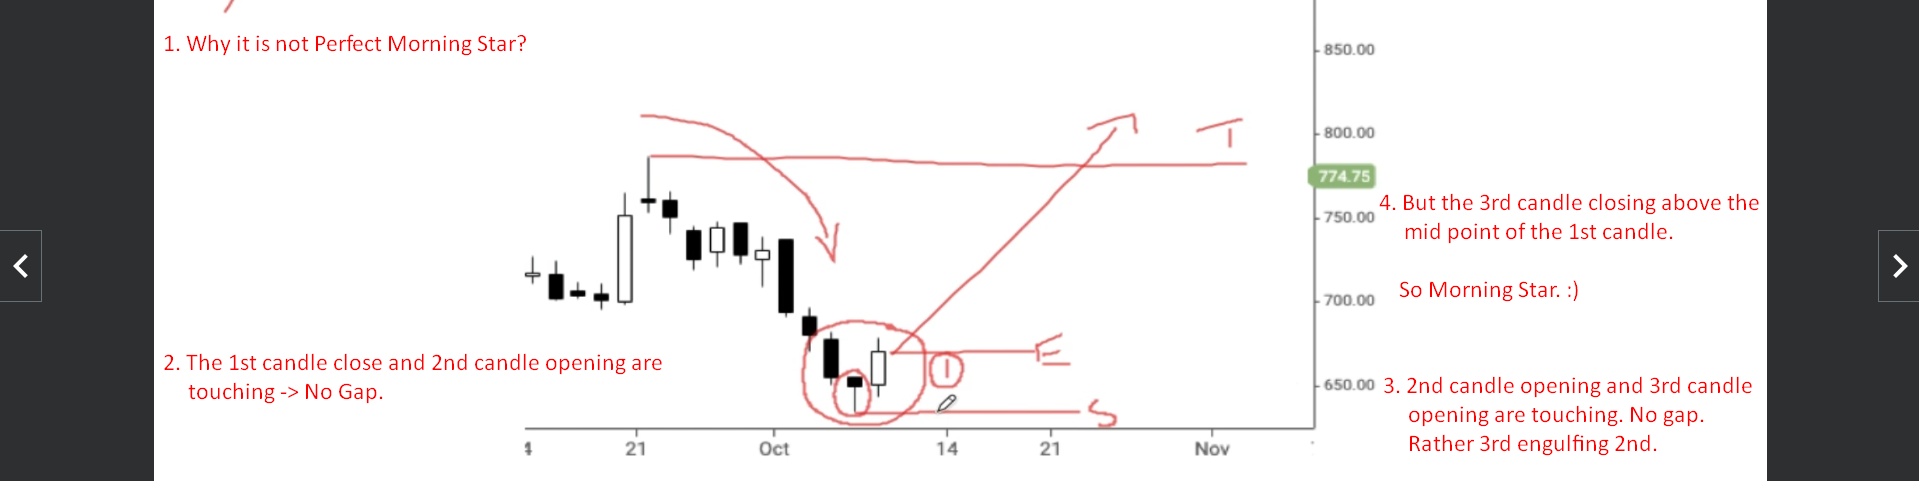 1. Why it is not Perfect Morning Star?
850.00
T
800.00
774.75
750.00
4. But the 3rd candle closing above the
mid point of the 1st candle.
So Morning Star. :)
700.00
E
2. The 1st candle close and 2nd candle opening are
touching -> No Gap.
1
650.00
3. 2nd candle opening and 3rd candle
opening are touching. No gap.
Rather 3rd engulfing 2nd.
S
21
Oct
14
21
Nov